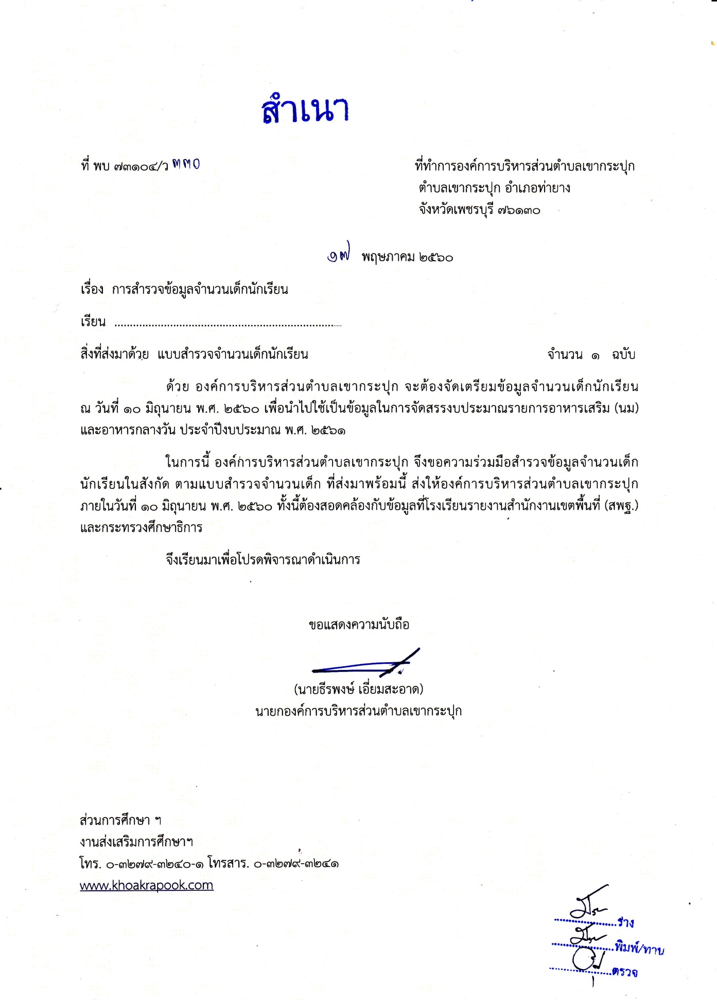 สำเนา
ที่ พบ ๗๓๑๐๔/ว ๓๓๐
ที่ทำการองค์การบริหารส่วนตำบลเขากระปุก
ตำบลเขากระปุก อำเภอท่ายาง
จังหวัดเพชรบุรี ๗๖๑๓๐
๑๗ พฤษภาคม ๒๕๖๐
เรื่อง การสำรวจข้อมูลจำนวนเด็กนักเรียน
เรียน ........................................................................
สิ่งที่ส่งมาด้วย แบบสำรวจจำนวนเด็กนักเรียน จำนวน ๑ ฉบับ
ด้วย องค์การบริหารส่วนตำบลเขากระปุก จะต้องจัดเตรียมข้อมูลจำนวนเด็กนักเรียน
ณ วันที่ ๑๐ มิถุนายน พ.ศ. ๒๕๖๐ เพื่อนำไปใช้เป็นข้อมูลในการจัดสรรงบประมาณรายการอาหารเสริม (นม)
และอาหารกลางวัน ประจำปีงบประมาณ พ.ศ. ๒๕๖๑
ในการนี้ องค์การบริหารส่วนตำบลเขากระปุก จึงขอความร่วมมือสำรวจข้อมูลจำนวนเด็ก
นักเรียนในสังกัด ตามแบบสำรวจจำนวนเด็ก ที่ส่งมาพร้อมนี้ ส่งให้องค์การบริหารส่วนตำบลเขากระปุก
ภายในวันที่ ๑๐ มิถุนายน พ.ศ. ๒๕๖๐ ทั้งนี้ต้องสอดคล้องกับข้อมูลที่โรงเรียนรายงานสำนักงานเขตพื้นที่ (สพฐ.)
และกระทรวงศึกษาธิการ
จึงเรียนมาเพื่อโปรดพิจารณาดำเนินการ
ขอแสดงความนับถือ
(นายธีรพงษ์ เอี่ยมสะอาด)
นายกองค์การบริหารส่วนตำบลเขากระปุก
ส่วนการศึกษา ฯ
งานส่งเสริมการศึกษาฯ
โทร. ๐-๓๒๗๙-๓๒๔๐-๑ โทรสาร. ๐-๓๒๗๙-๓๒๔๑
www.khoakrapook.com
....................ร่าง
....................พิมพ์/ทาน
....................ตรวจ